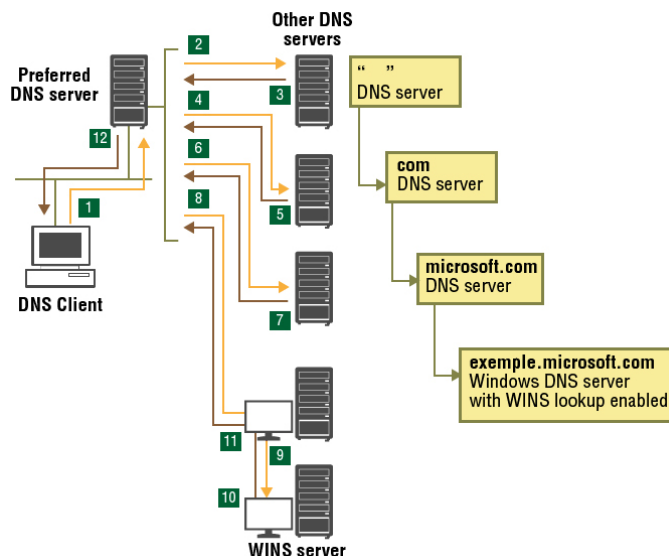 Other DNS
servers
Preferred
DNS server
2
3
4
5
6
7
8
12
1
DNS Client
11
9
10
WINS server
“ ”
DNS server
com
DNS server
microsoft.com
DNS server
exemple.microsoft.com
Windows DNS server
with WINS lookup enabled